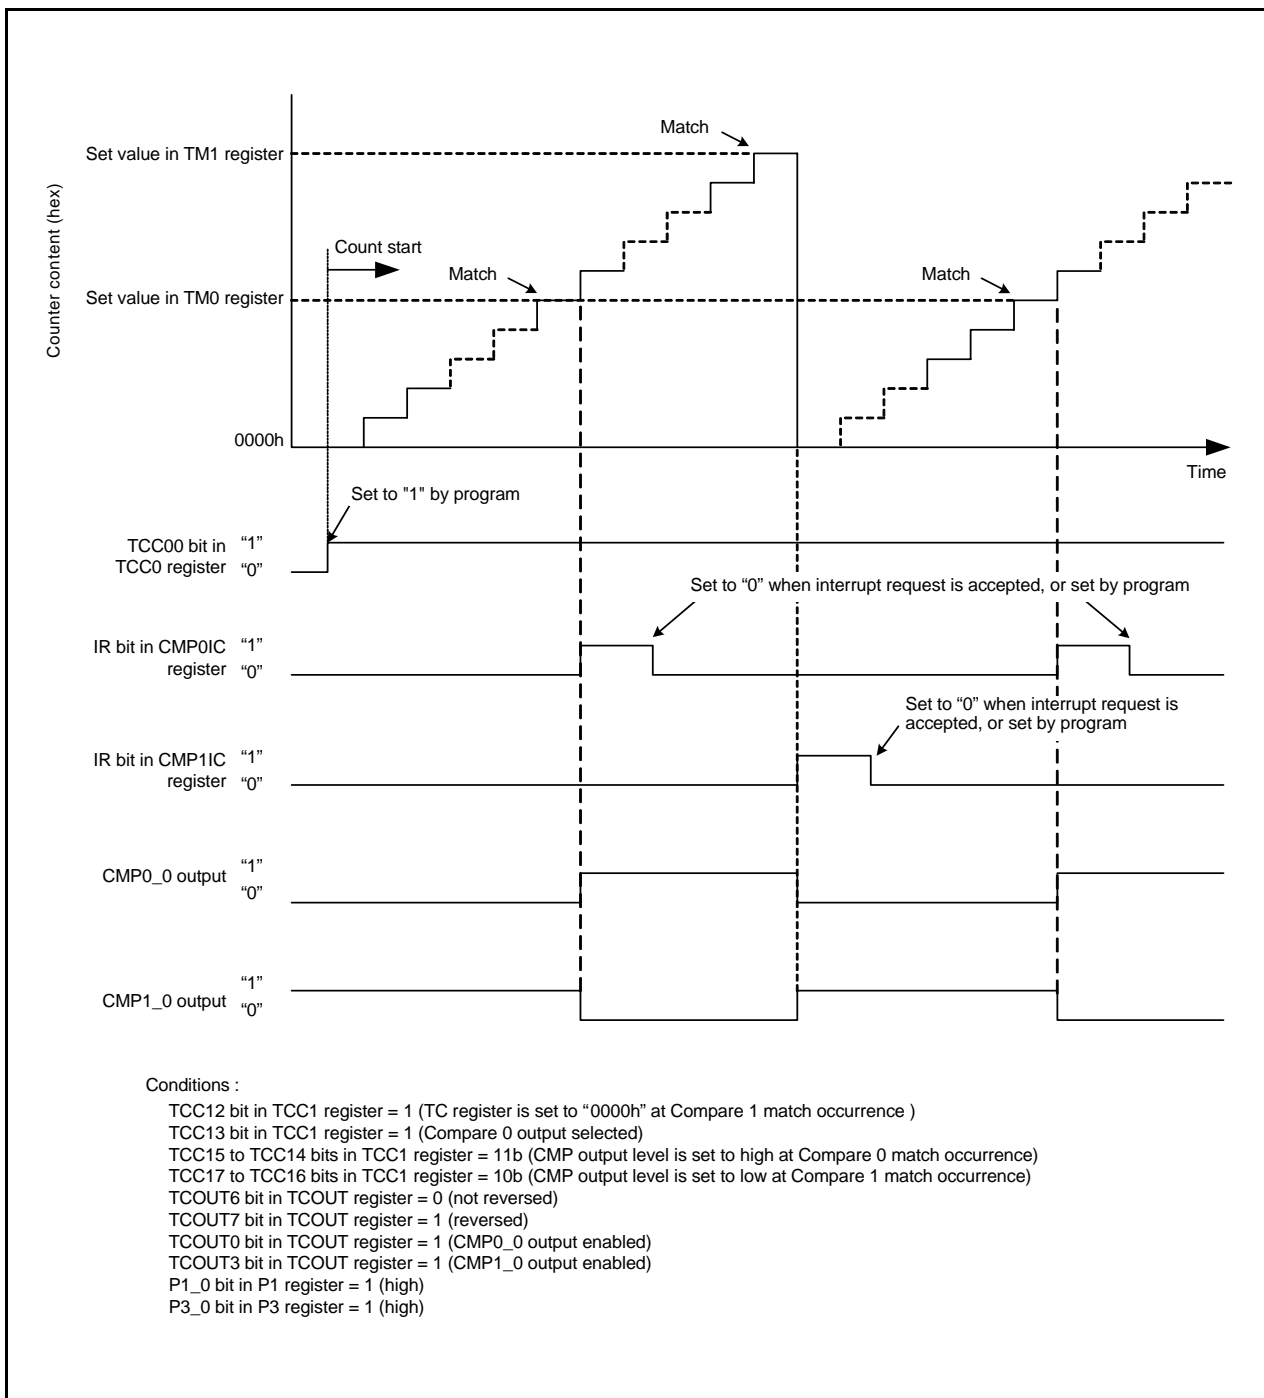 Match
Set value in TM1 register
Counter content (hex)
Count start
Match
Match
Set value in TM0 register
0000h
Time
Set to "1" by program
TCC00 bit in
TCC0 register
“1”
“0”
Set to “0” when interrupt request is accepted, or set by program
IR bit in CMP0IC
register
“1”
“0”
Set to “0” when interrupt request is
accepted, or set by program
IR bit in CMP1IC
register
“1”
“0”
CMP0_0 output
“1”
“0”
CMP1_0 output
“1”
“0”
Conditions :
TCC12 bit in TCC1 register = 1 (TC register is set to “0000h” at Compare 1 match occurrence )
TCC13 bit in TCC1 register = 1 (Compare 0 output selected)
TCC15 to TCC14 bits in TCC1 register = 11b (CMP output level is set to high at Compare 0 match occurrence)
TCC17 to TCC16 bits in TCC1 register = 10b (CMP output level is set to low at Compare 1 match occurrence)
TCOUT6 bit in TCOUT register = 0 (not reversed)
TCOUT7 bit in TCOUT register = 1 (reversed)
TCOUT0 bit in TCOUT register = 1 (CMP0_0 output enabled)
TCOUT3 bit in TCOUT register = 1 (CMP1_0 output enabled)
P1_0 bit in P1 register = 1 (high)
P3_0 bit in P3 register = 1 (high)